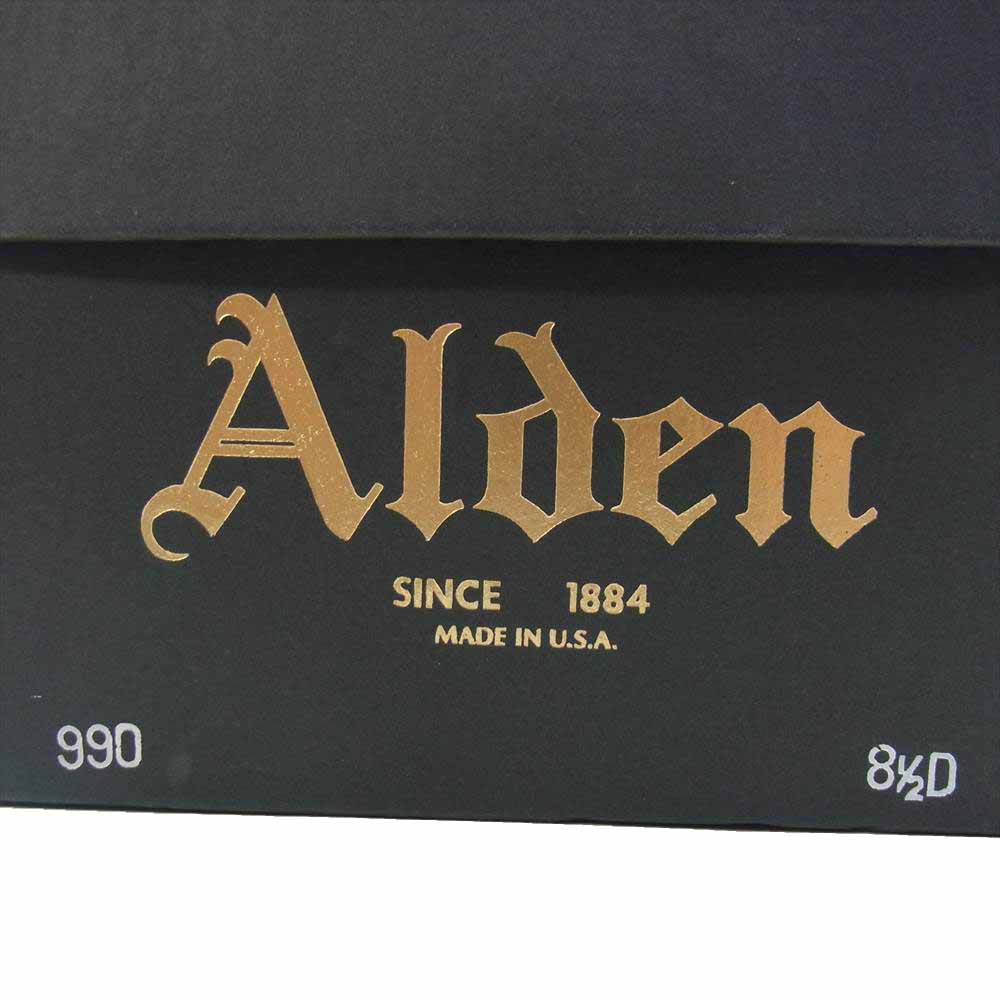 Alden
SINCE 1884
MADE IN U.S.A.
990 8½D